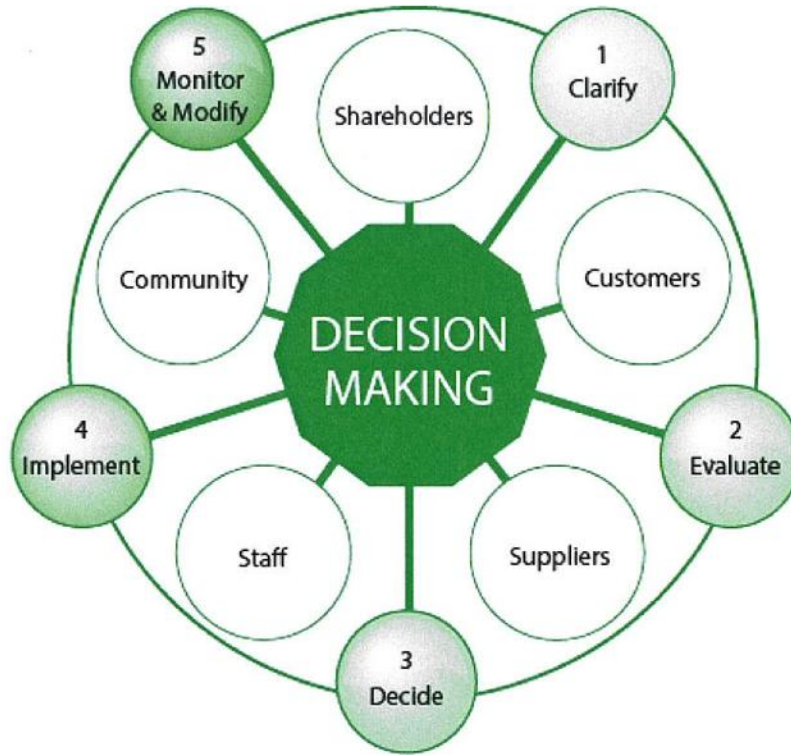 5
Monitor
& Modify
1
Clarify
Shareholders
Community
Customers
DECISION
MAKING
4
Implement
2
Evaluate
Staff
Suppliers
3
Decide